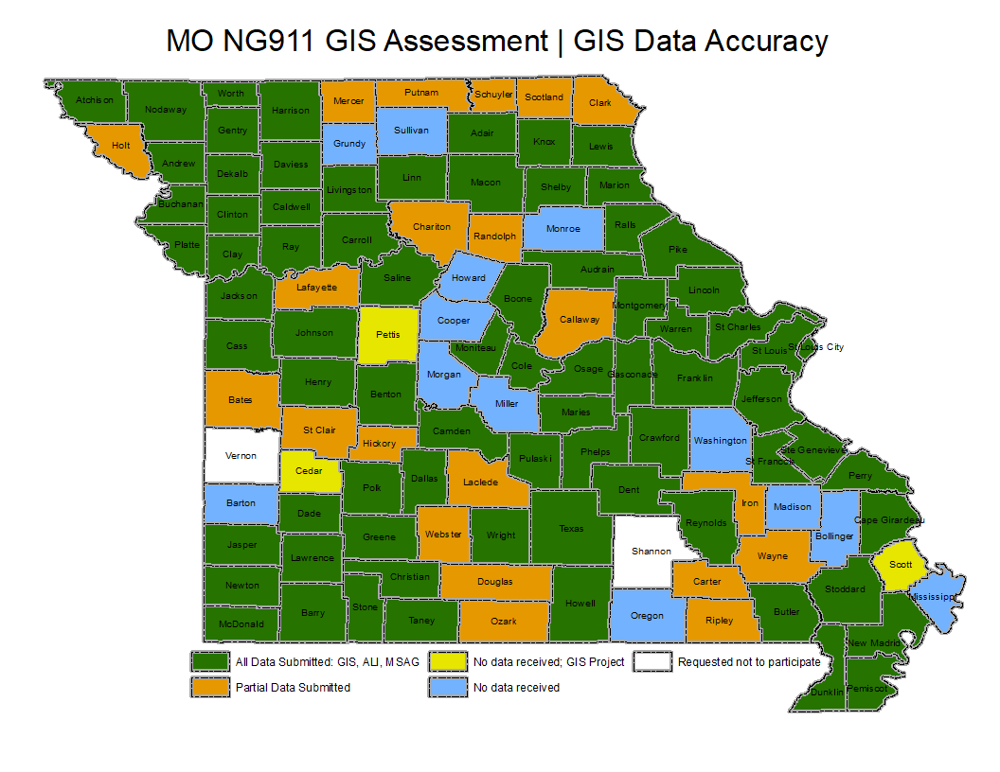 MO NG911 GIS Assessment | GIS Data Accuracy
Atchison
Nodaway
Worth
Harrison
Mercer
Putnam
Schuyler
Scotland
Clark
Holt
Andrew
Gentry
Dekalb
Daviess
Grundy
Sullivan
Adair
Knox
Lewis
Buchanan
Clinton
Caldwell
Livingston
Linn
Macon
Shelby
Marion
Platte
Clay
Ray
Carroll
Chariton
Randolph
Monroe
Ralls
Pike
Jackson
Lafayette
Saline
Howard
Boone
Audrain
Callaway
Montgomery
Lincoln
Warren
St Charles
St Louis
St Louis City
Cass
Johnson
Pettis
Cooper
Moniteau
Cole
Osage
Gasconade
Franklin
Jefferson
Bates
Henry
Benton
Morgan
Miller
Maries
Vernon
St Clair
Hickory
Camden
Pulaski
Phelps
Crawford
Washington
St Francois
Ste Genevieve
Perry
Cedar
Polk
Dallas
Laclede
Dent
Iron
Madison
Bollinger
Cape Girardeau
Barton
Dade
Greene
Webster
Wright
Texas
Shannon
Reynolds
Wayne
Scott
Mississippi
Jasper
Lawrence
Christian
Douglas
Howell
Carter
Stoddard
Newton
McDonald
Barry
Stone
Taney
Ozark
Oregon
Ripley
Butler
New Madrid
Dunklin
Pemiscot
All Data Submitted: GIS, ALI, MSAG
No data received; GIS Project
Requested not to participate
Partial Data Submitted
No data received